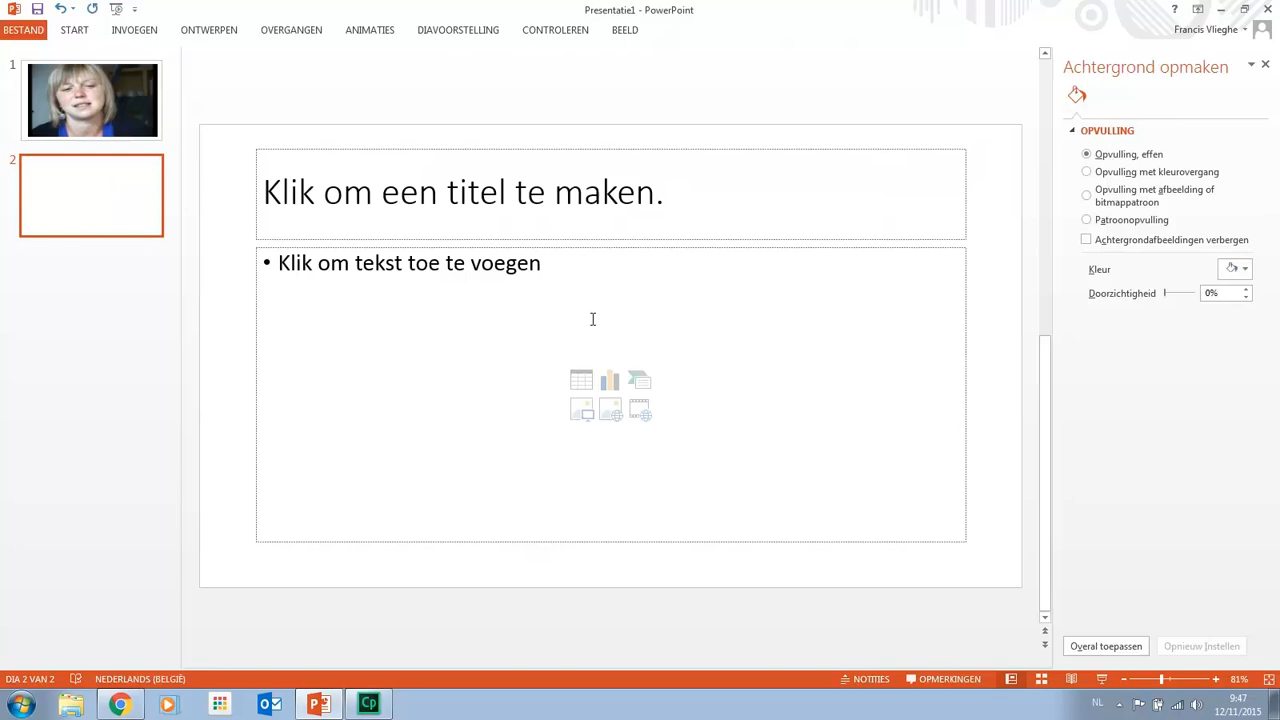 Presentatie1 - PowerPoint
?
BESTAND START INVOEGEN ONTWERPEN OVERGANGEN ANIMATIES DIAVOORSTELLING CONTROLEREN BEELD
Francis Vlieghe
1
2
Klik om een titel te maken.
• Klik om tekst toe te voegen
Achtergrond opmaken
OPVULLING
Opvulling, effen
Opvulling met kleurovergang
Opvulling met afbeelding of
bitmappatroon
Patroonopvulling
Achtergrondafbeeldingen verbergen
Kleur
Doorzichtigheid 0%
Overal toepassen Opnieuw Instellen
DIA 2 VAN 2 NEDERLANDS (BELGIË) NOTITIES OPMERKINGEN 81%
Cp
NL
9:47
12/11/2015